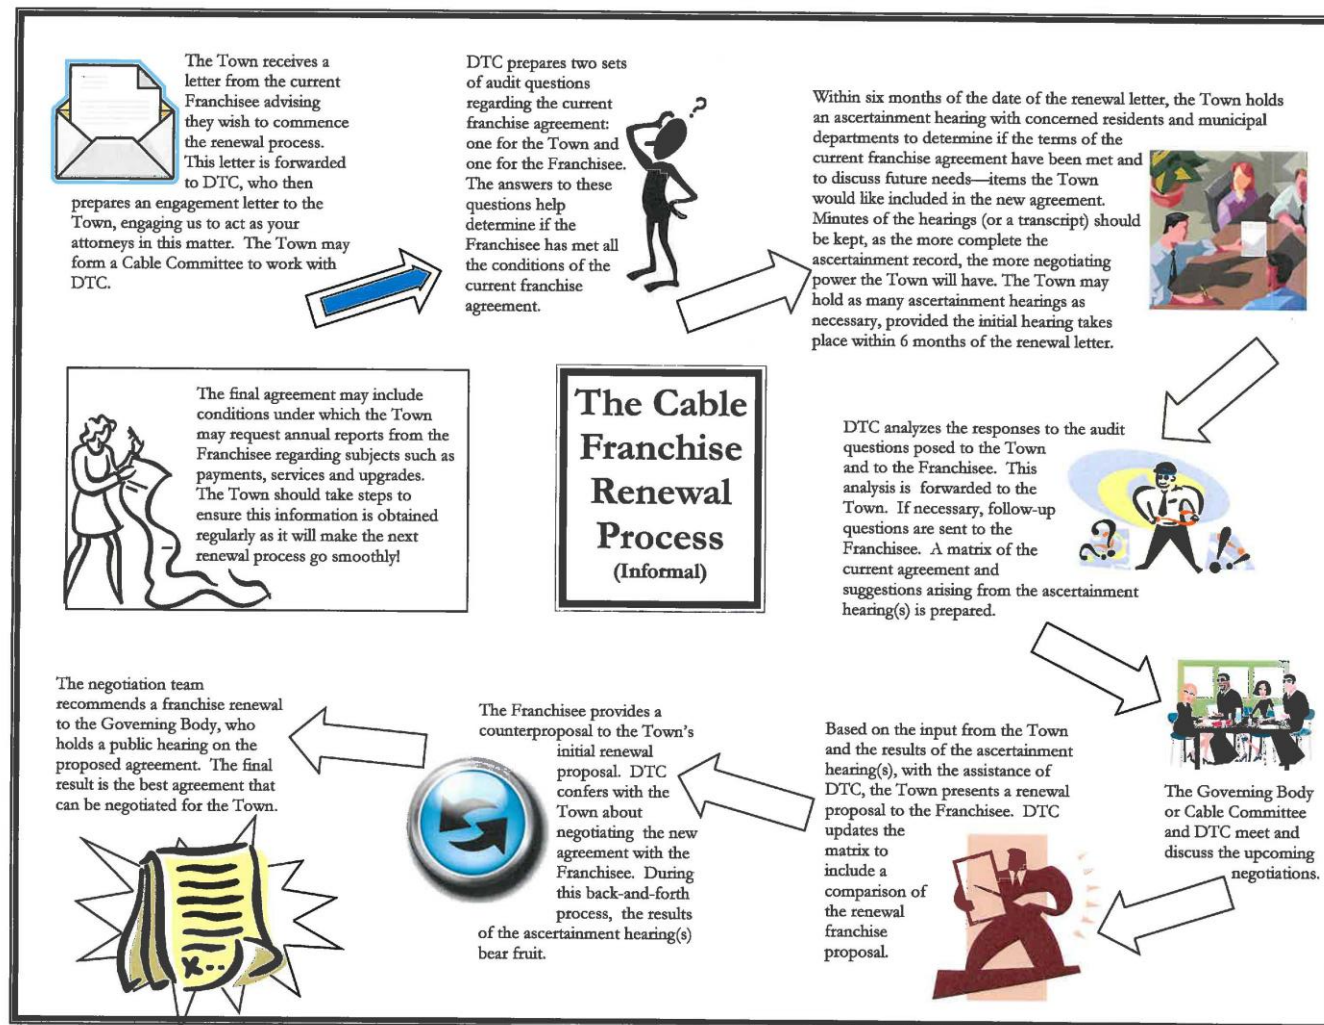 The Town receives a
letter from the current
Franchisee advising
they wish to commence
the renewal process.
This letter is forwarded
to DTC, who then
prepares an engagement letter to the
Town, engaging us to act as your
attorneys in this matter. The Town may
form a Cable Committee to work with
DTC.
DTC prepares two sets
of audit questions
regarding the current
franchise agreement:
one for the Town and
one for the Franchisee.
The answers to these
questions help
determine if the
Franchisee has met all
the conditions of the
current franchise
agreement.
?
Within six months of the date of the renewal letter, the Town holds
an ascertainment hearing with concerned residents and municipal
departments to determine if the terms of the
current franchise agreement have been met and
to discuss future needs—items the Town
would like included in the new agreement.
Minutes of the hearings (or a transcript) should
be kept, as the more complete the
ascertainment record, the more negotiating
power the Town will have. The Town may
hold as many ascertainment hearings as
necessary, provided the initial hearing takes
place within 6 months of the renewal letter.
The final agreement may include
conditions under which the Town
may request annual reports from the
Franchisee regarding subjects such as
payments, services and upgrades.
The Town should take steps to
ensure this information is obtained
regularly as it will make the next
renewal process go smoothly!
The Cable
Franchise
Renewal
Process
(Informal)
DTC analyzes the responses to the audit
questions posed to the Town
and to the Franchisee. This
analysis is forwarded to the
Town. If necessary, follow-up
questions are sent to the
Franchisee. A matrix of the
current agreement and
suggestions arising from the ascertainment
hearing(s) is prepared.
? !
The Governing Body
or Cable Committee
and DTC meet and
discuss the upcoming
negotiations.
Based on the input from the Town
and the results of the ascertainment
hearing(s), with the assistance of
DTC, the Town presents a renewal
proposal to the Franchisee. DTC
updates the
matrix to
include a
comparison of
the renewal
franchise
proposal.
The Franchisee provides a
counterproposal to the Town's
initial renewal
proposal. DTC
confers with the
Town about
negotiating the new
agreement with the
Franchisee. During
this back-and-forth
process, the results
of the ascertainment hearing(s)
bear fruit.
The negotiation team
recommends a franchise renewal
to the Governing Body, who
holds a public hearing on the
proposed agreement. The final
result is the best agreement that
can be negotiated for the Town.
x..